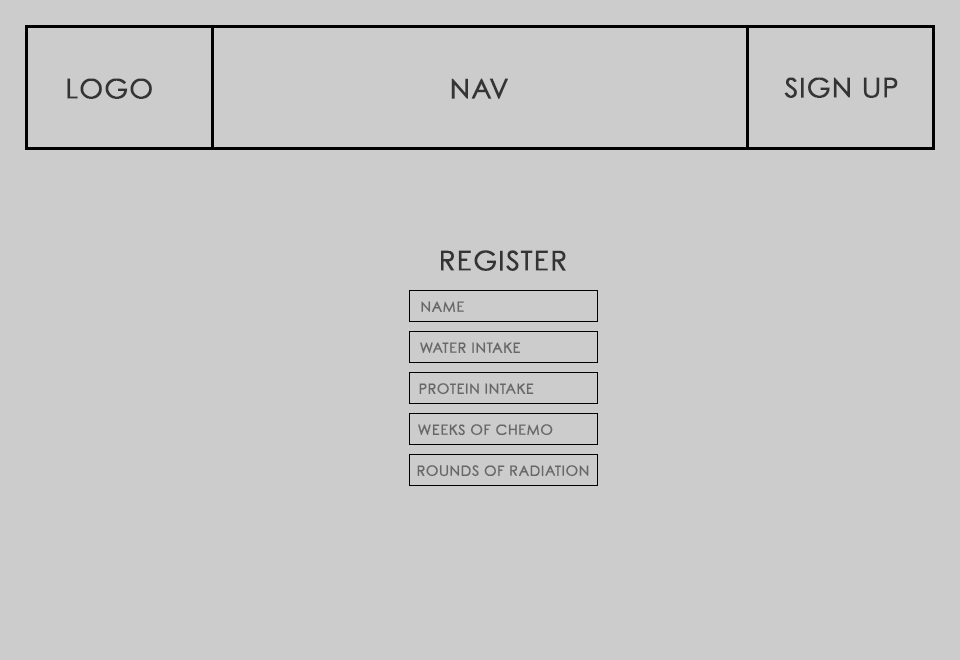 LOGO
NAV
SIGN UP
REGISTER
NAME
WATER INTAKE
PROTEIN INTAKE
WEEKS OF CHEMO
ROUNDS OF RADIATION